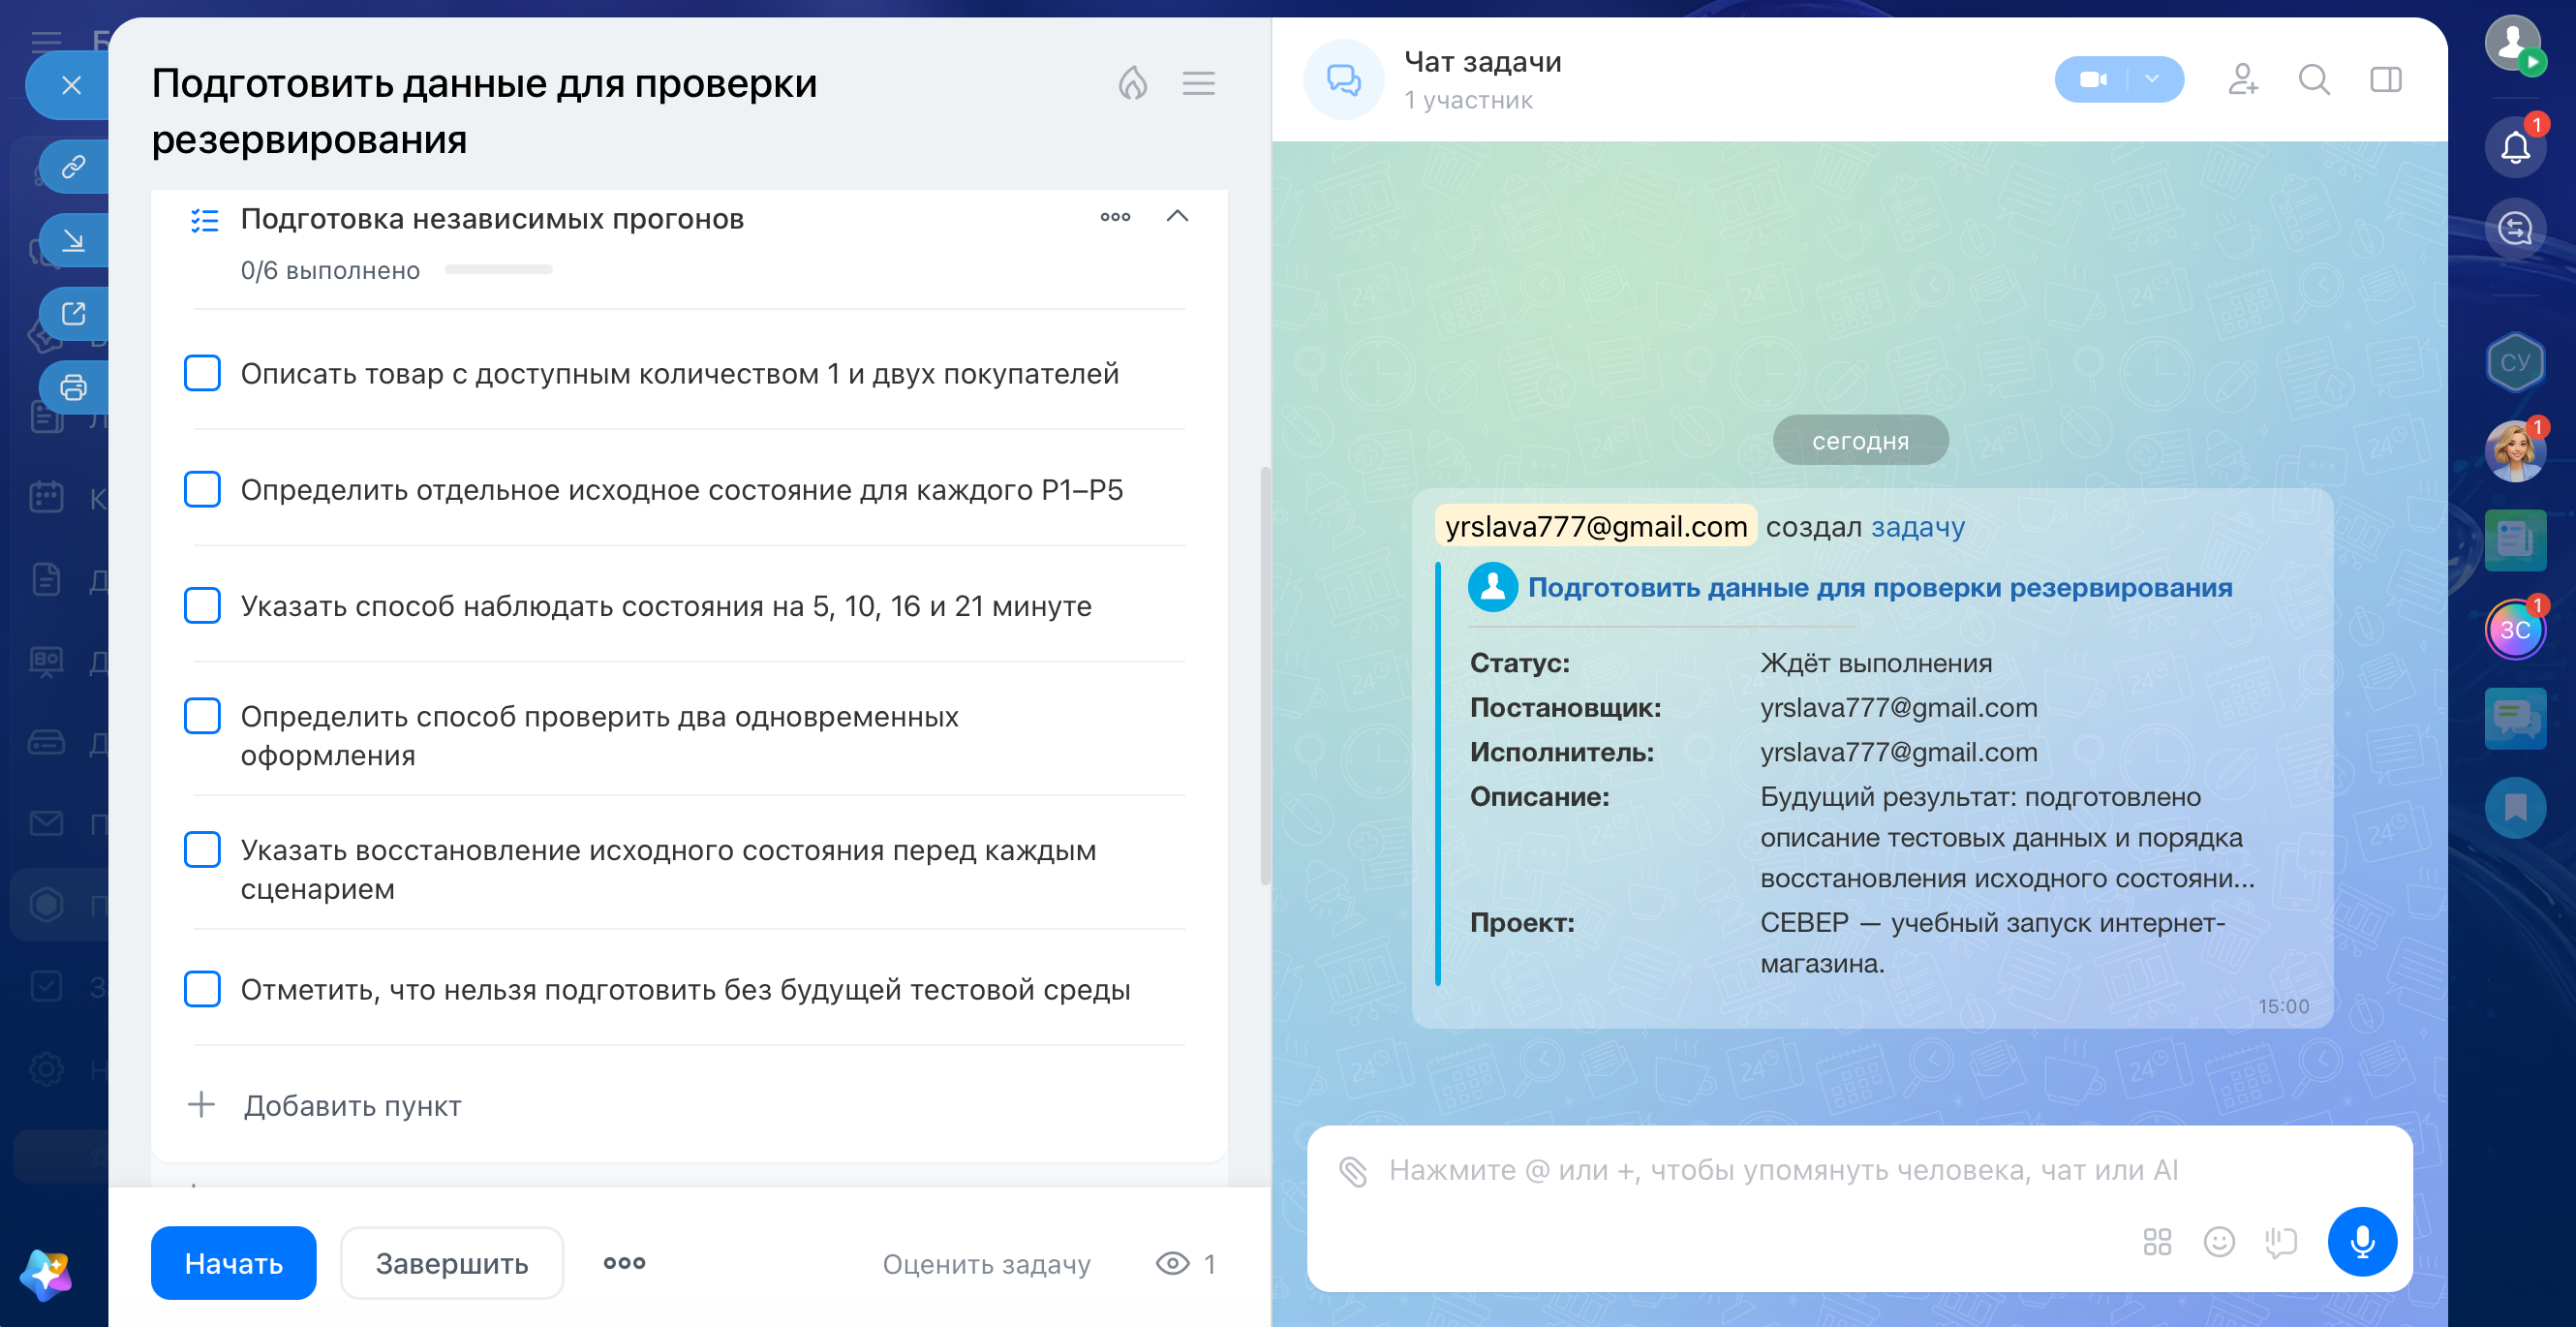 Подготовить данные для проверки
резервирования
Подготовка независимых прогонов
0/6 выполнено
Описать товар с доступным количеством 1 и двух покупателей
Определить отдельное исходное состояние для каждого P1–P5
Указать способ наблюдать состояния на 5, 10, 16 и 21 минуте
Определить способ проверить два одновременных
оформления
Указать восстановление исходного состояния перед каждым
сценарием
Отметить, что нельзя подготовить без будущей тестовой среды
Добавить пункт
Начать
Завершить
Оценить задачу
1
Чат задачи
1 участник
сегодня
yrslava777@gmail.com создал задачу
Подготовить данные для проверки резервирования
Статус: Ждёт выполнения
Постановщик: yrslava777@gmail.com
Исполнитель: yrslava777@gmail.com
Описание: Будущий результат: подготовлено
описание тестовых данных и порядка
восстановления исходного состояни...
Проект: СЕВЕР — учебный запуск интернет-
магазина.
15:00
Нажмите @ или +, чтобы упомянуть человека, чат или AI
1
СУ
1
1
ЗС